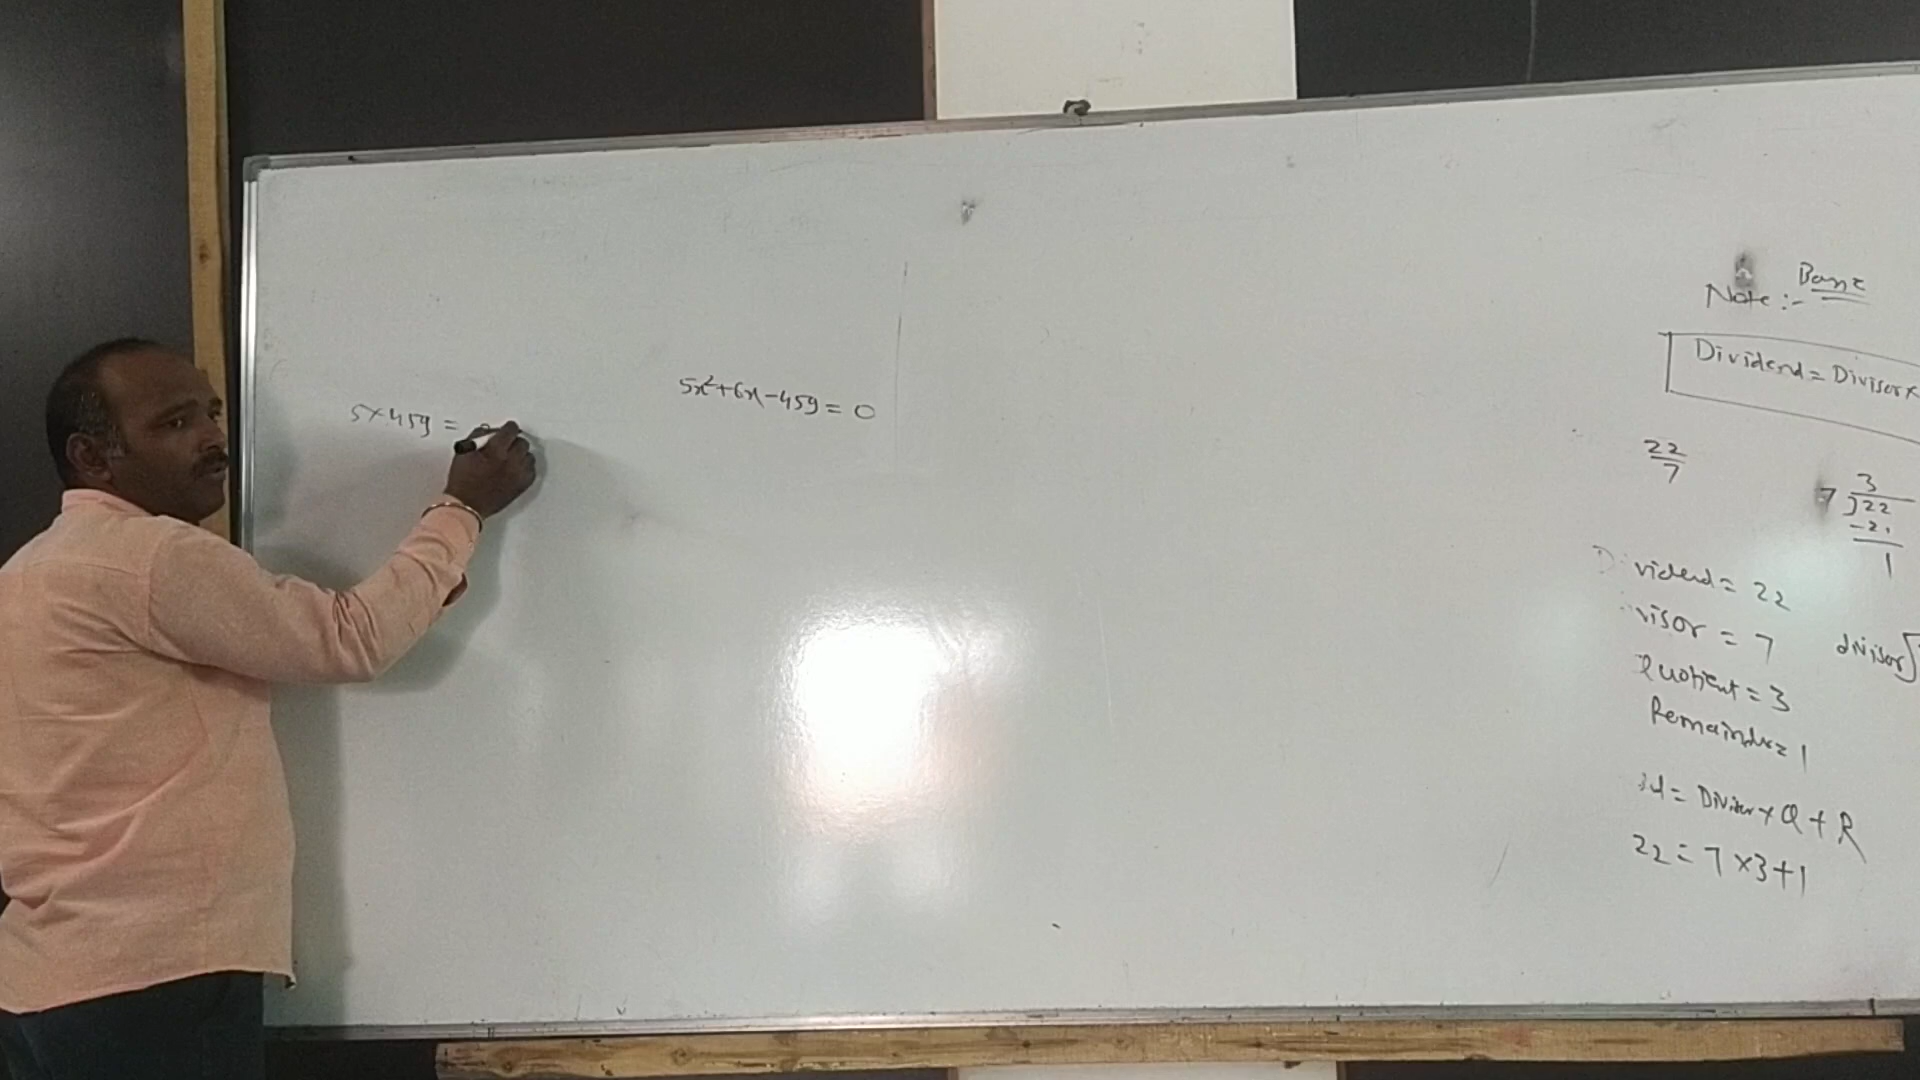 5x²+6x-459=0
5×459 =
Note:-
Dividend = Divisor×
22
7
3
7 22
-21
1
vidend = 22
visor = 7
divisor
Quotient = 3
Remainder = 1
d = Divisor × Q + R
22 = 7 × 3 + 1